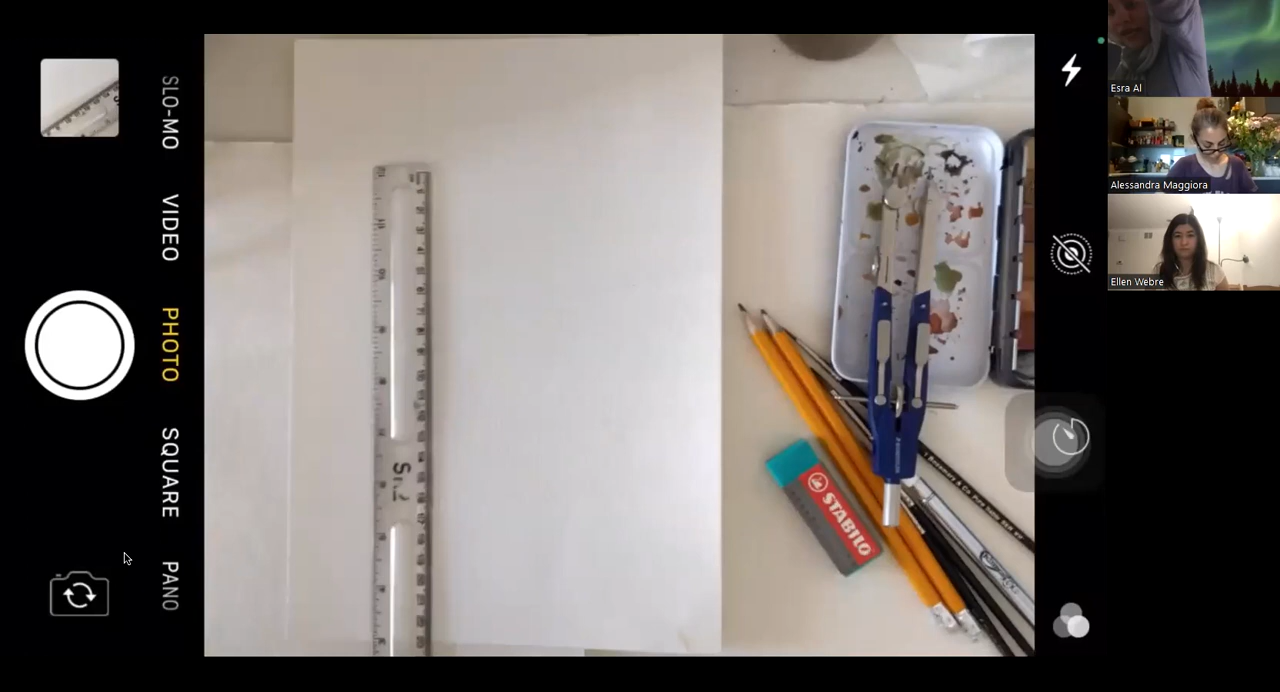 SLO-MO
VIDEO
PHOTO
SQUARE
PANO
STABILO
Esra Al
Alessandra Maggiora
Ellen Webre